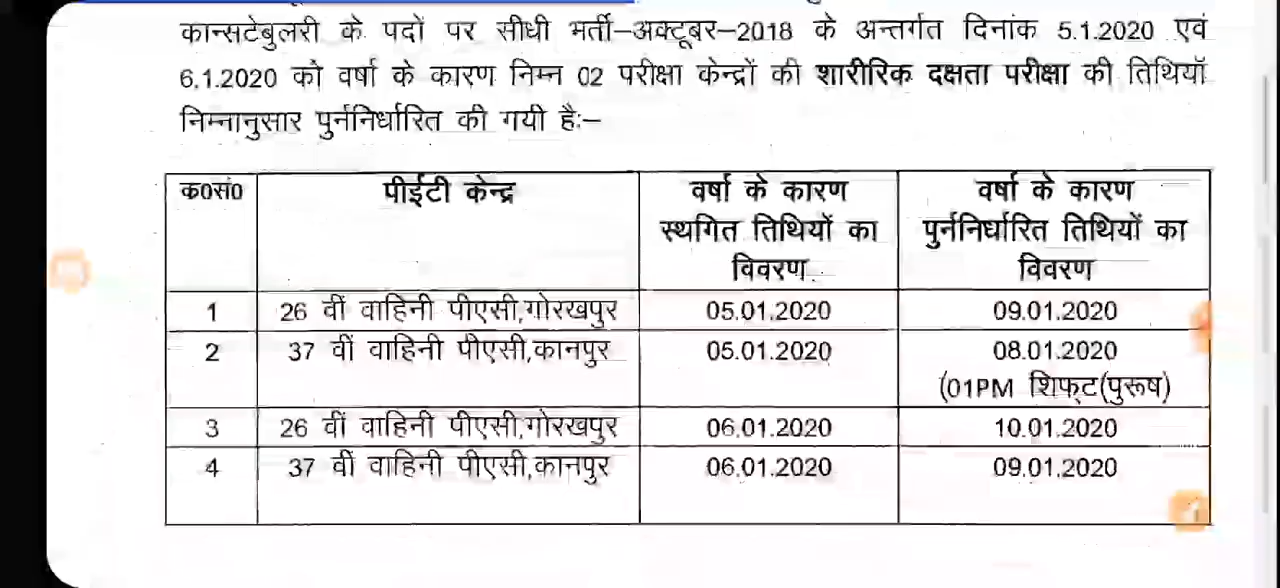 कान्सटेबुलरी के पदों पर सीधी भर्ती–अक्टूबर–2018 के अन्तर्गत दिनांक 5.1.2020 एवं
6.1.2020 को वर्षा के कारण निम्न 02 परीक्षा केन्द्रों की शारीरिक दक्षता परीक्षा की तिथियॉ
निम्नानुसार पुर्ननिर्धारित की गयी हैः–
क0सं0 पीईटी केन्द्र वर्षा के कारण वर्षा के कारण
स्थगित तिथियों का पुर्ननिर्धारित तिथियों का
विवरण विवरण
1 26 वीं वाहिनी पीएसी,गोरखपुर 05.01.2020 09.01.2020
2 37 वीं वाहिनी पीएसी,कानपुर 05.01.2020 08.01.2020
(01PM शिफ्ट(पुरूष)
3 26 वीं वाहिनी पीएसी,गोरखपुर 06.01.2020 10.01.2020
4 37 वीं वाहिनी पीएसी,कानपुर 06.01.2020 09.01.2020